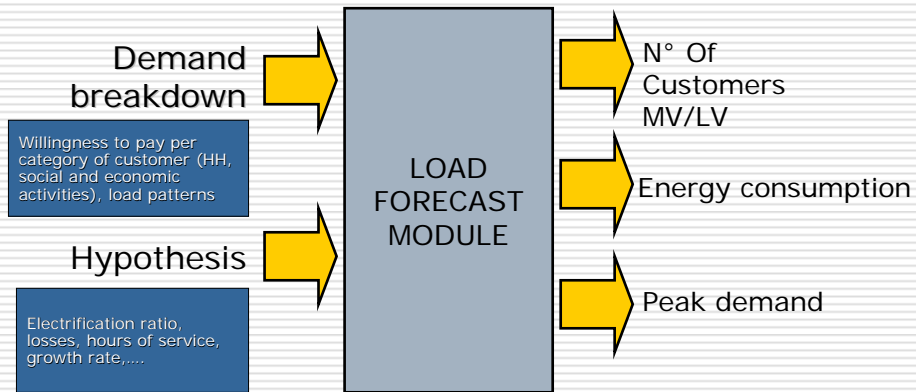 Demand
breakdown
Willingness to pay per
category of customer (HH,
social and economic
activities), load patterns
Hypothesis
Electrification ratio,
losses, hours of service,
growth rate,....
LOAD
FORECAST
MODULE
N° Of
Customers
MV/LV
Energy consumption
Peak demand